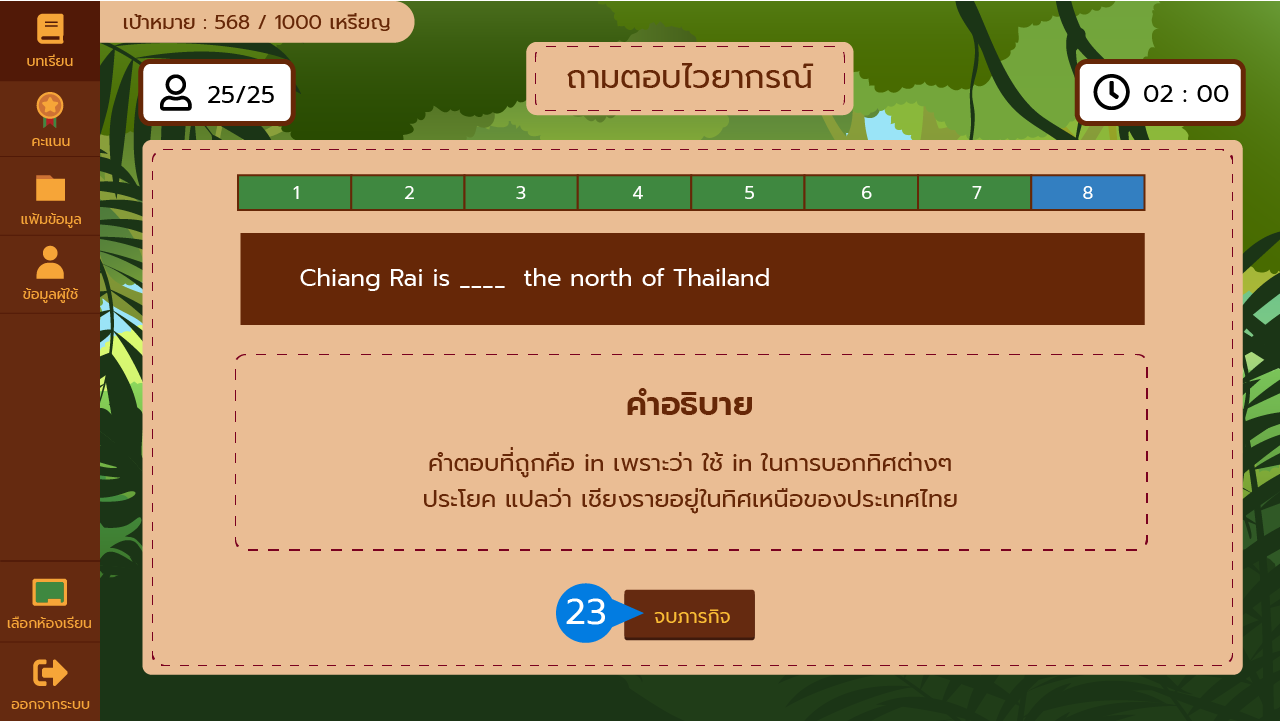 เป้าหมาย : 568 / 1000 เหรียญ
บทเรียน
คะแนน
แฟ้มข้อมูล
ข้อมูลผู้ใช้
เลือกห้องเรียน
ออกจากระบบ
25/25
ถามตอบไวยากรณ์
02 : 00
1 2 3 4 5 6 7 8
Chiang Rai is ____ the north of Thailand
คำอธิบาย
คำตอบที่ถูกคือ in เพราะว่า ใช้ in ในการบอกทิศต่างๆ
ประโยค แปลว่า เชียงรายอยู่ในทิศเหนือของประเทศไทย
23
จบภารกิจ